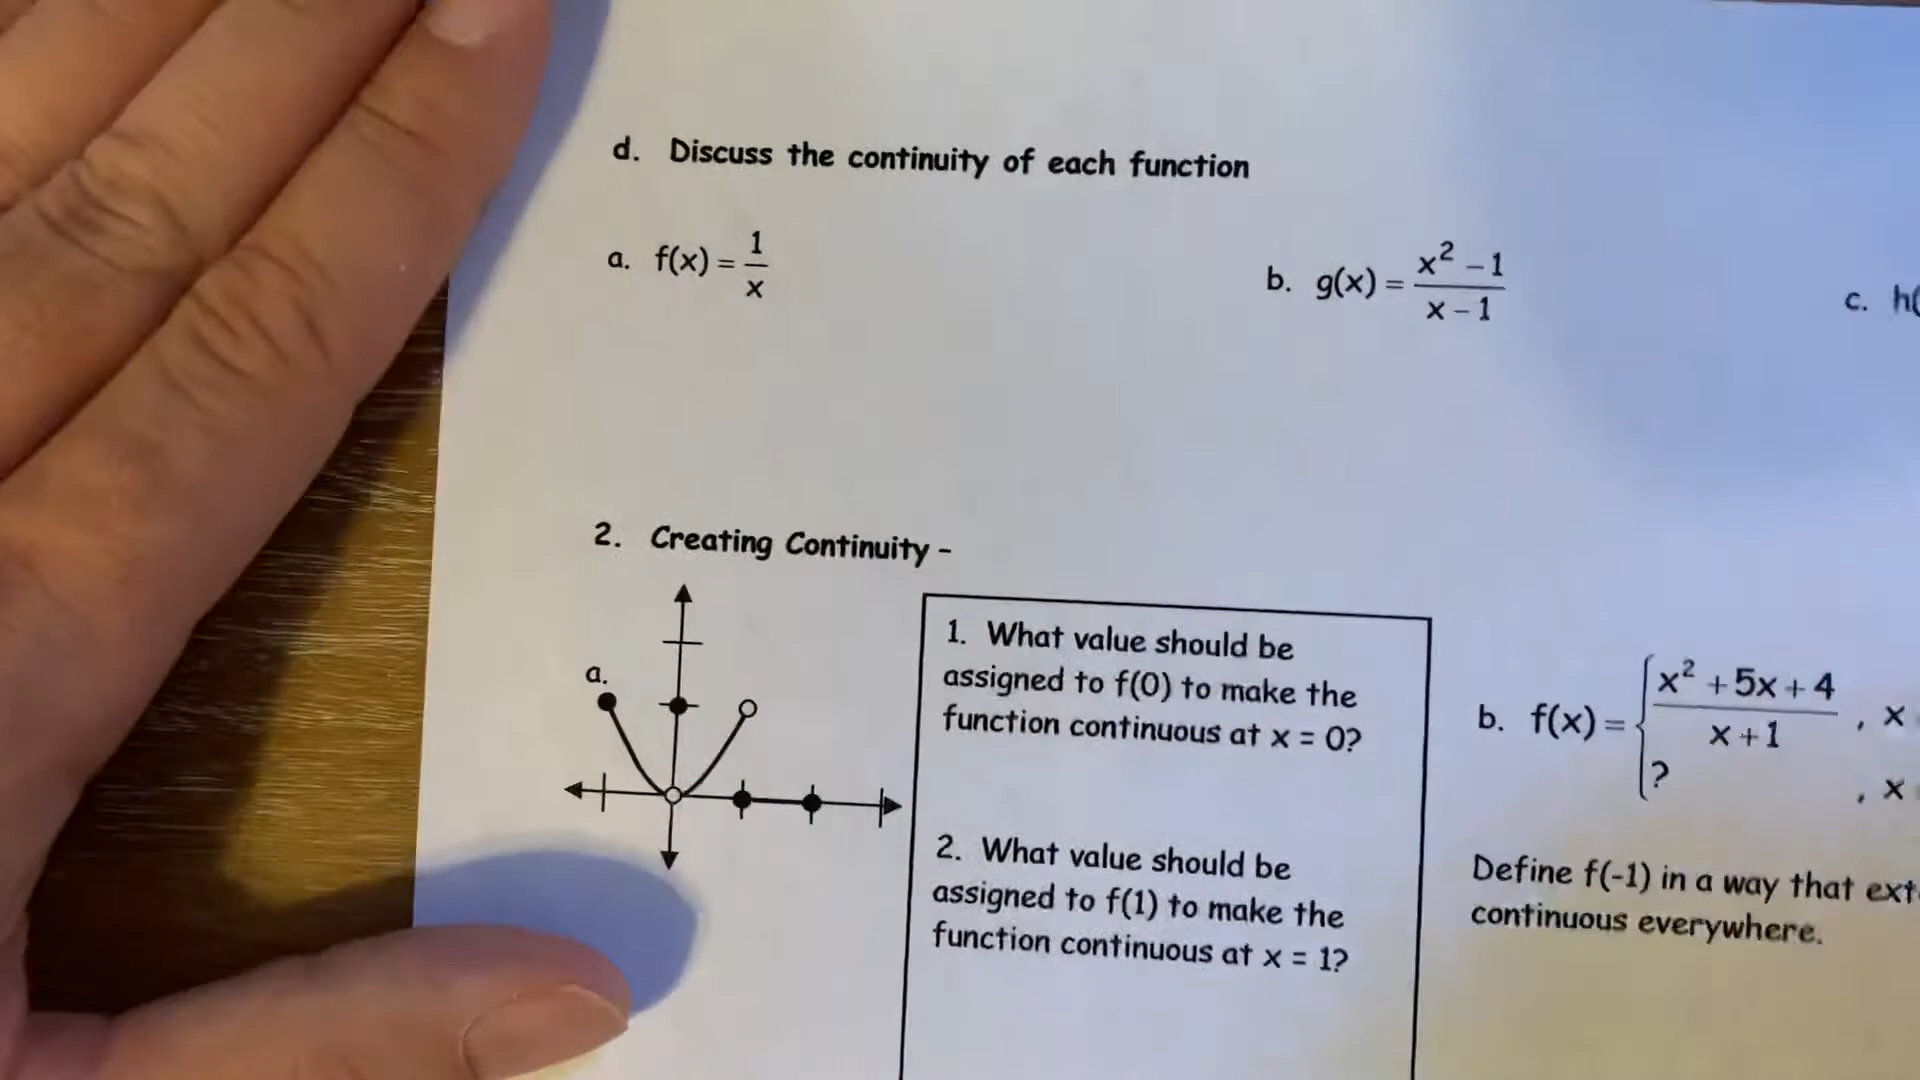 d. Discuss the continuity of each function
a. f(x) = 1/x
b. g(x) = (x² - 1)/(x - 1)
c. h(
2. Creating Continuity -
a.
1. What value should be
assigned to f(0) to make the
function continuous at x = 0?
2. What value should be
assigned to f(1) to make the
function continuous at x = 1?
b. f(x) = { (x² + 5x + 4)/(x + 1) , x
? , x
Define f(-1) in a way that
continuous everywhere.